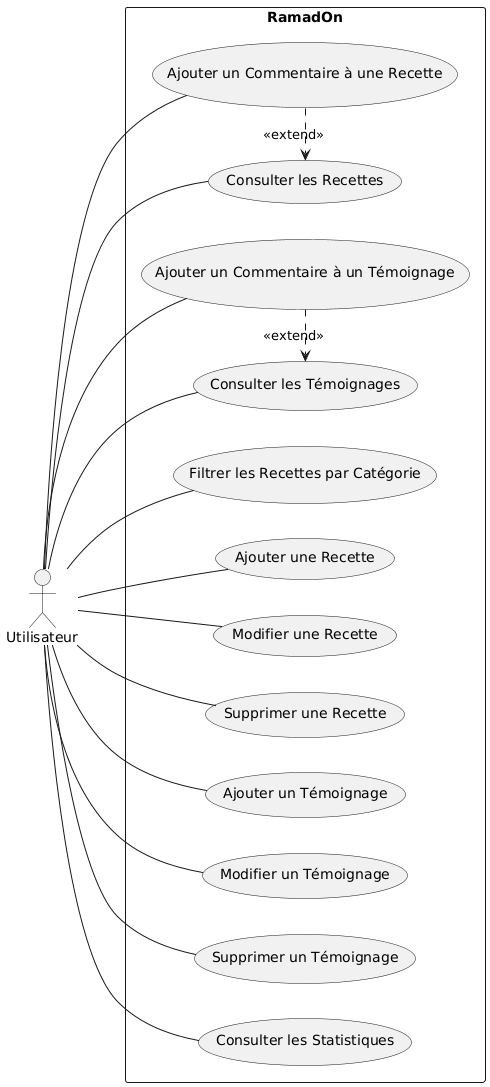 RamadOn
Ajouter un Commentaire à une Recette
«extend»
Consulter les Recettes
Ajouter un Commentaire à un Témoignage
«extend»
Consulter les Témoignages
Filtrer les Recettes par Catégorie
Ajouter une Recette
Utilisateur
Modifier une Recette
Supprimer une Recette
Ajouter un Témoignage
Modifier un Témoignage
Supprimer un Témoignage
Consulter les Statistiques